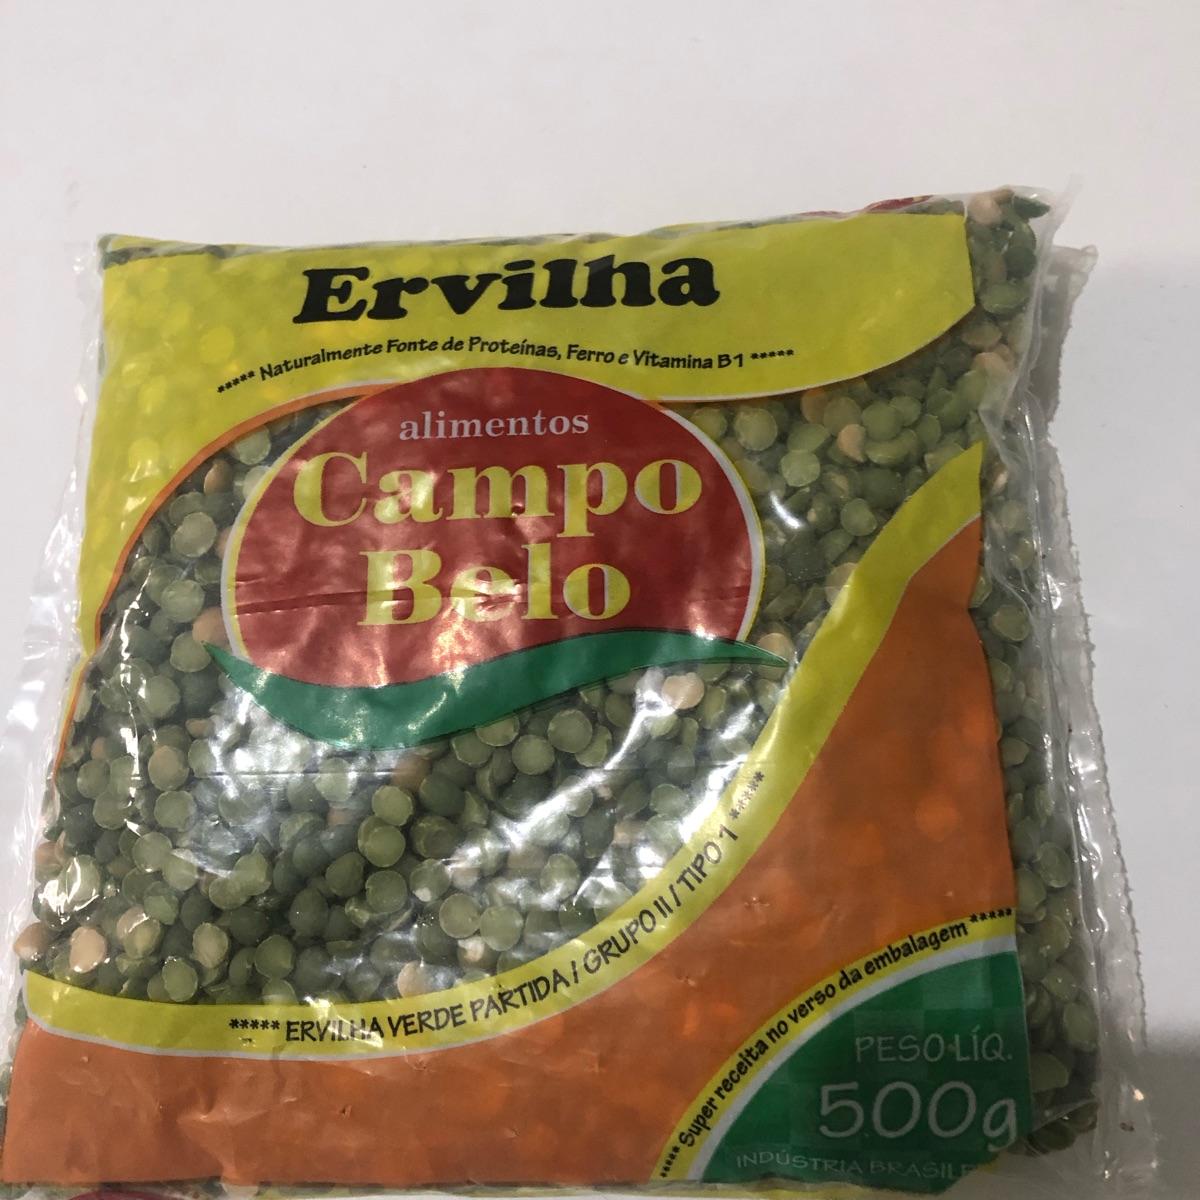 Ervilha
***** Naturalmente Fonte de Proteínas, Ferro e Vitamina B1 *****
alimentos
Campo
Belo
***** ERVILHA VERDE PARTIDA / GRUPO II / TIPO 1 *****
***** Super receita no verso da embalagem *****
PESO LÍQ.
500g
INDÚSTRIA